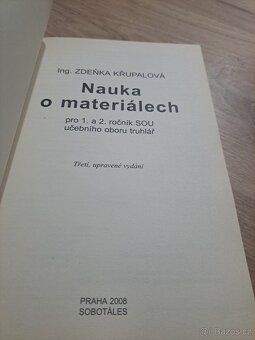 Ing. ZDEŇKA KŘUPALOVÁ
Nauka
o materiálech
pro 1. a 2. ročník SOU
učebního oboru truhlář
Třetí, upravené vydání
PRAHA 2008
SOBOTÁLES